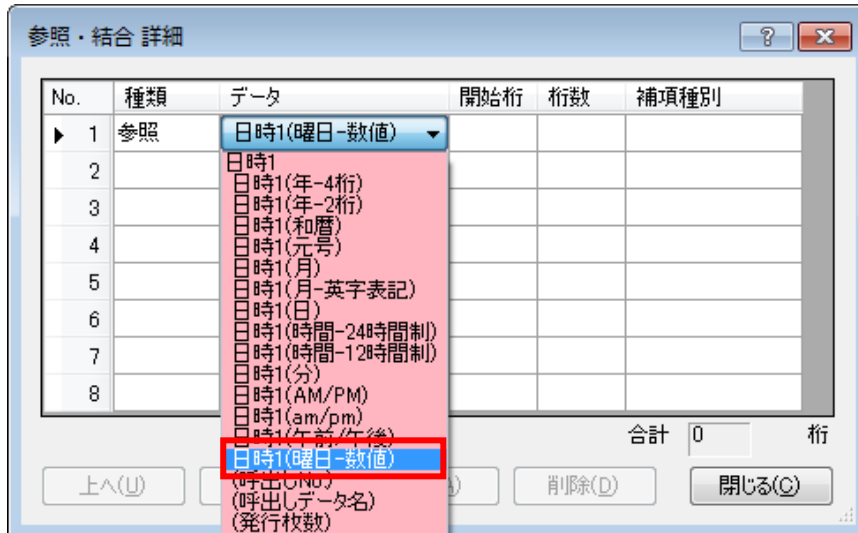 参照・結合 詳細
No. 種類 データ 開始桁 桁数 補項種別
1 参照 日時1(曜日-数値)
2
3
4
5
6
7
8
日時1
日時1(年-4桁)
日時1(年-2桁)
日時1(和暦)
日時1(元号)
日時1(月)
日時1(月-英字表記)
日時1(日)
日時1(時間-24時間制)
日時1(時間-12時間制)
日時1(分)
日時1(AM/PM)
日時1(am/pm)
日時1(午前/午後)
日時1(曜日-数値)
(呼出しNo.)
(呼出しデータ名)
(発行枚数)
合計 0 桁
上へ(U) 削除(D) 閉じる(C)